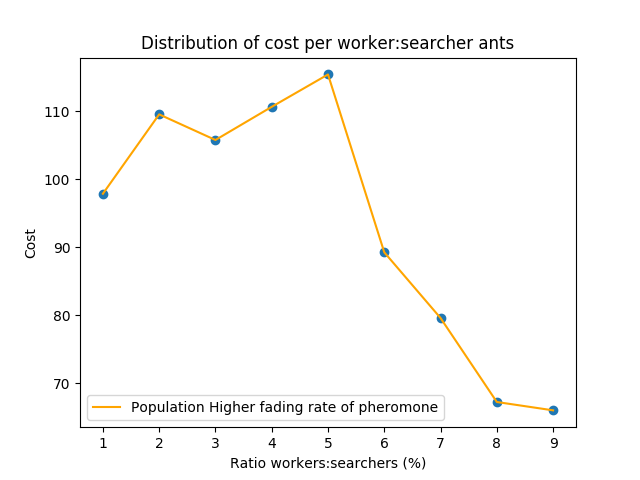 Distribution of cost per worker:searcher ants
110
100
90
80
70
Cost
Population Higher fading rate of pheromone
1 2 3 4 5 6 7 8 9
Ratio workers:searchers (%)